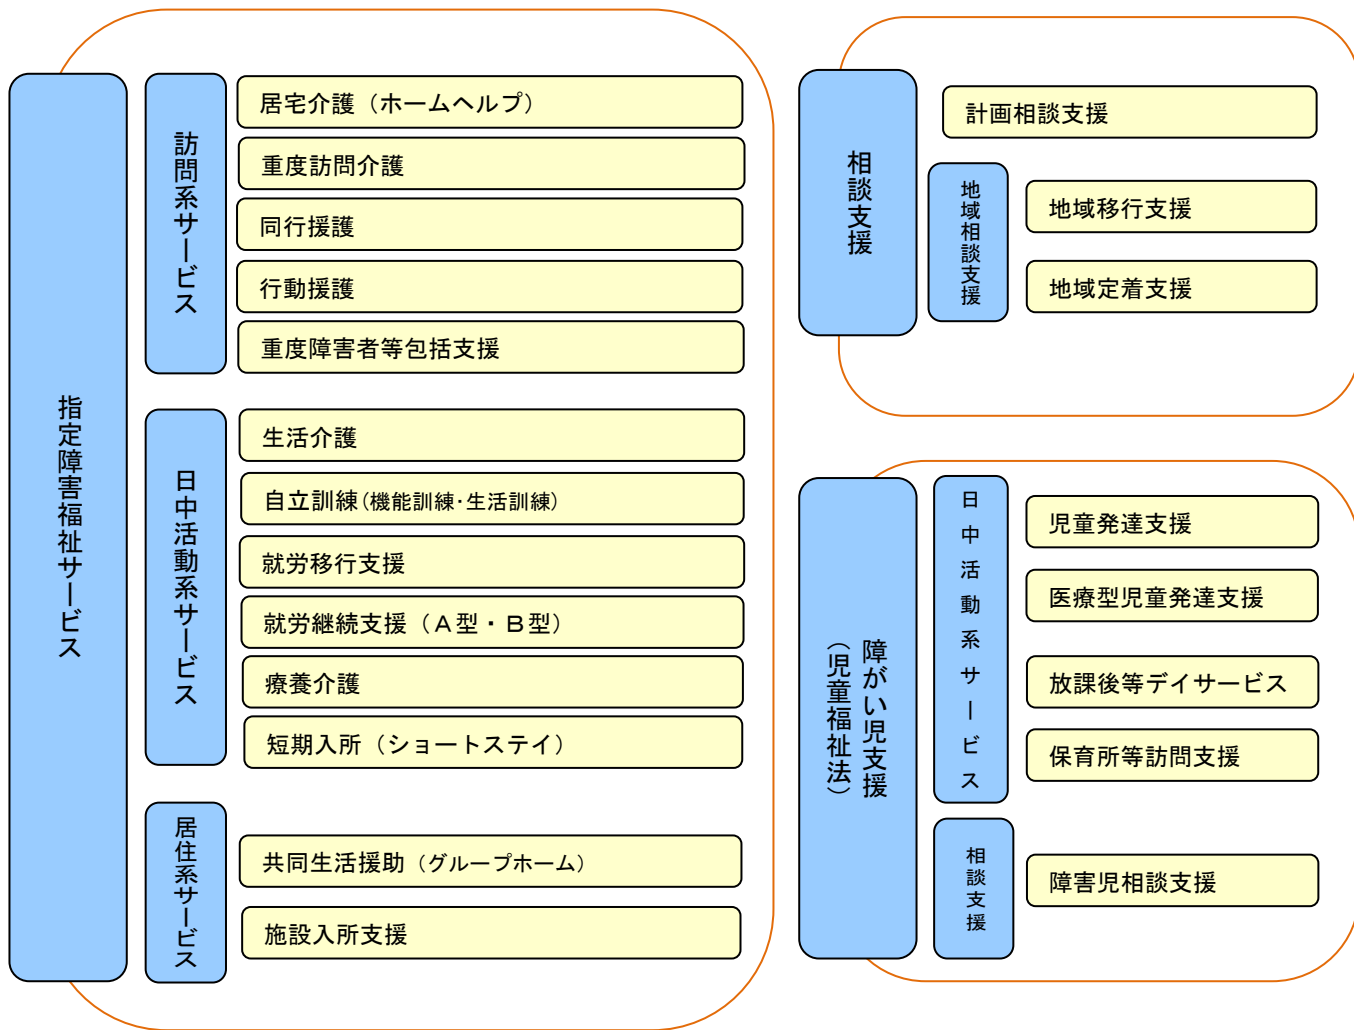 指定障害福祉サービス
訪問系サービス
居宅介護（ホームヘルプ）
重度訪問介護
同行援護
行動援護
重度障害者等包括支援
日中活動系サービス
生活介護
自立訓練（機能訓練・生活訓練）
就労移行支援
就労継続支援（Ａ型・Ｂ型）
療養介護
短期入所（ショートステイ）
居住系サービス
共同生活援助（グループホーム）
施設入所支援
相談支援
計画相談支援
地域相談支援
地域移行支援
地域定着支援
障がい児支援
（児童福祉法）
日中活動系サービス
児童発達支援
医療型児童発達支援
放課後等デイサービス
保育所等訪問支援
相談支援
障害児相談支援